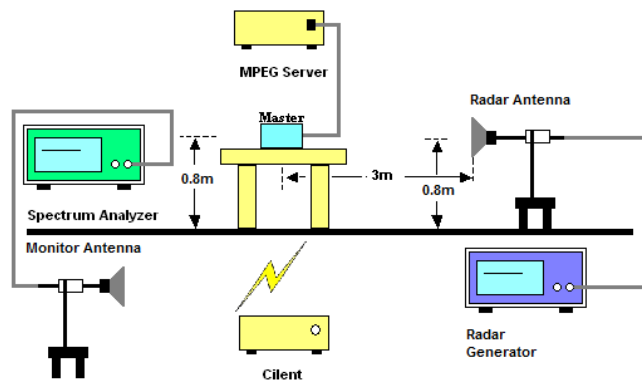 MPEG Server
Master
Radar Antenna
0.8m
3m
0.8m
Spectrum Analyzer
Monitor Antenna
Radar
Generator
Cilent